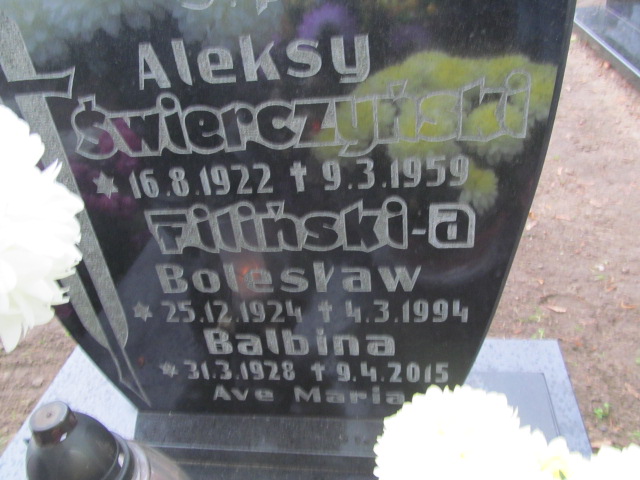 Aleksy
Świerczyński
* 16.8.1922 † 9.3.1959
Filiński-a
Bolesław
* 25.12.1924 † 4.3.1994
Balbina
* 31.3.1928 † 9.4.2015
Ave Maria